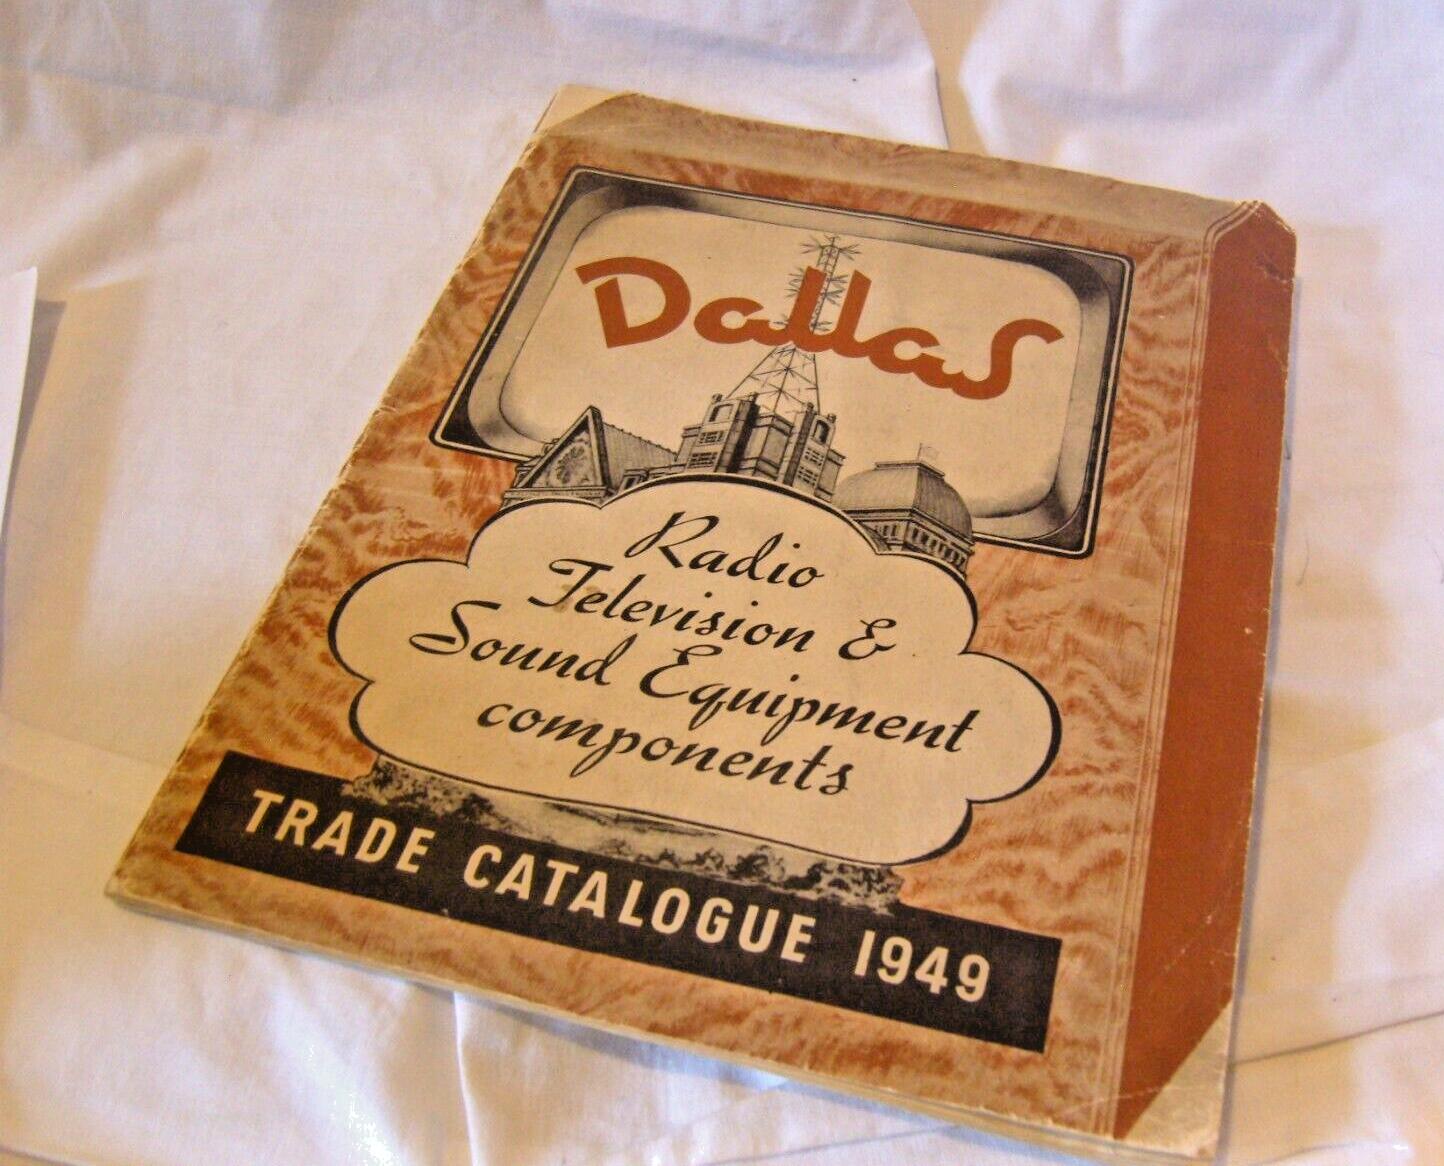 Dallas
Radio
Television &
Sound Equipment
components
TRADE CATALOGUE 1949